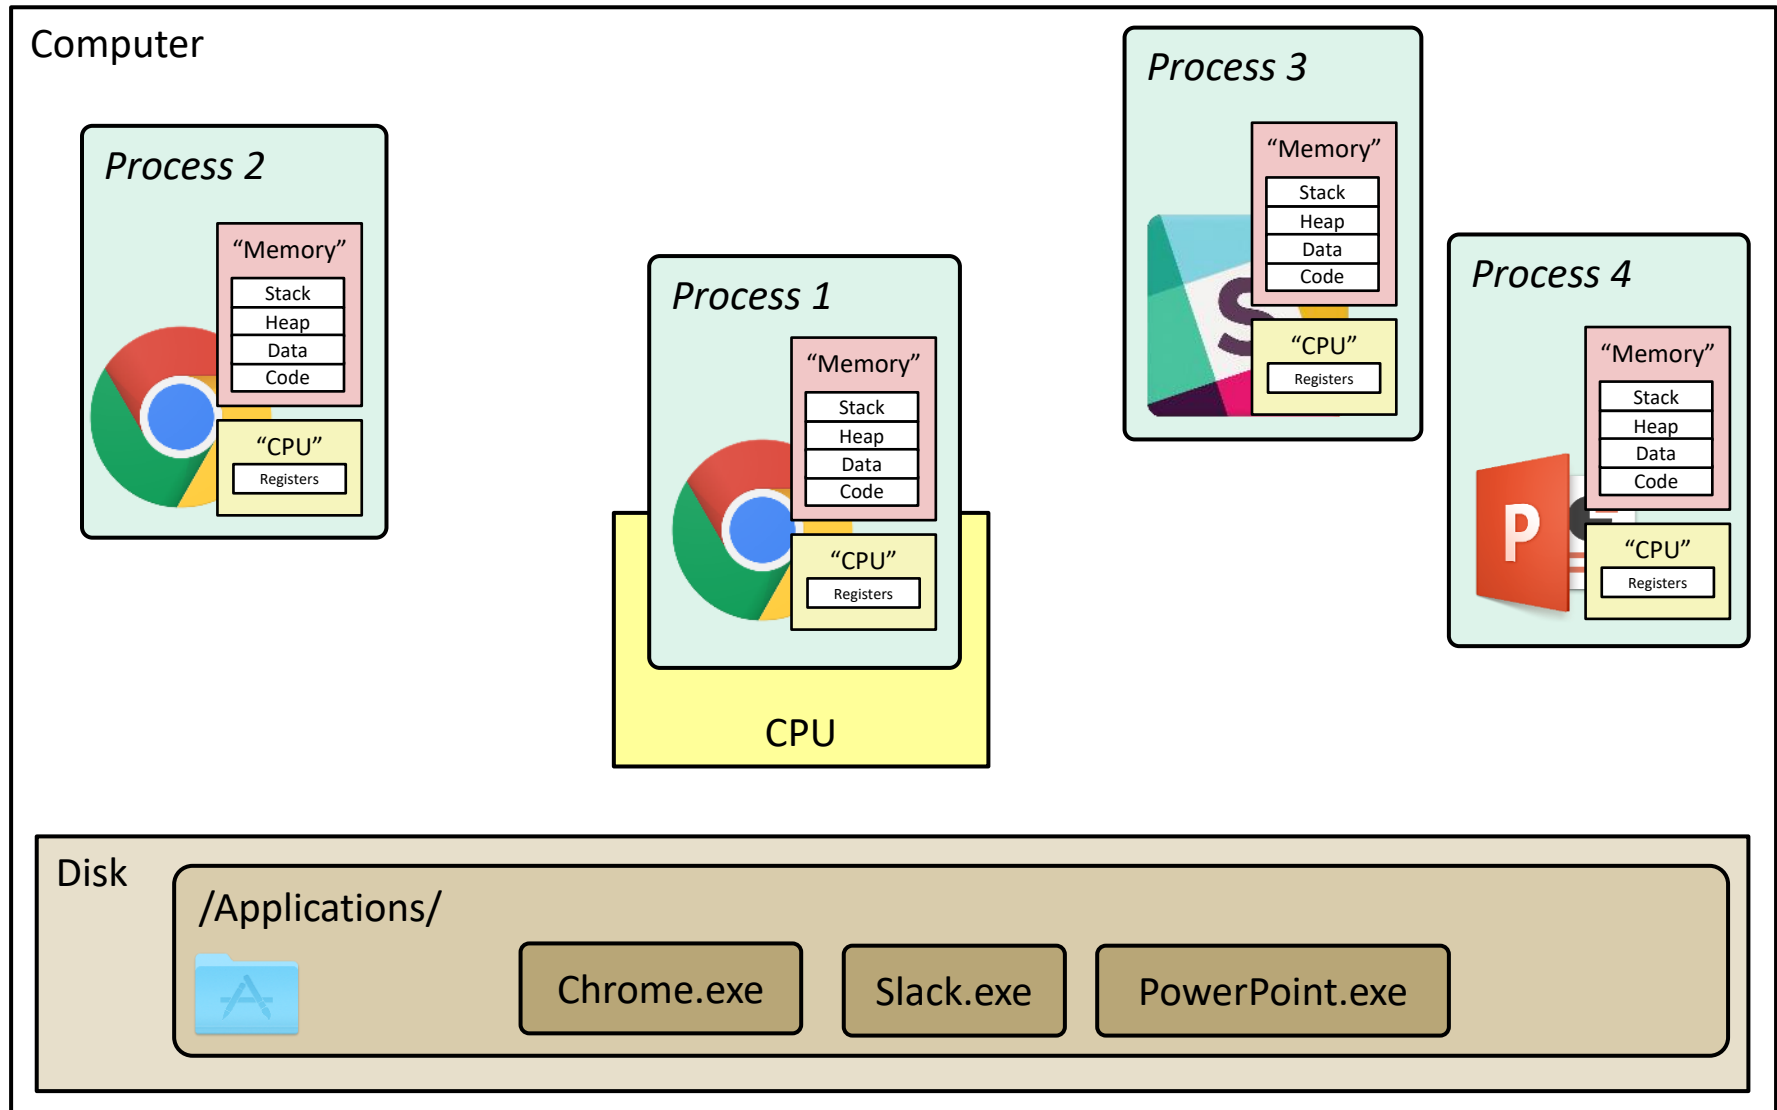 Computer
Process 2
“Memory”
Stack
Heap
Data
Code
“CPU”
Registers
Process 1
“Memory”
Stack
Heap
Data
Code
“CPU”
Registers
CPU
Process 3
“Memory”
Stack
Heap
Data
Code
S
“CPU”
Registers
Process 4
“Memory”
Stack
Heap
Data
Code
P
“CPU”
Registers
Disk
/Applications/
Chrome.exe
Slack.exe
PowerPoint.exe